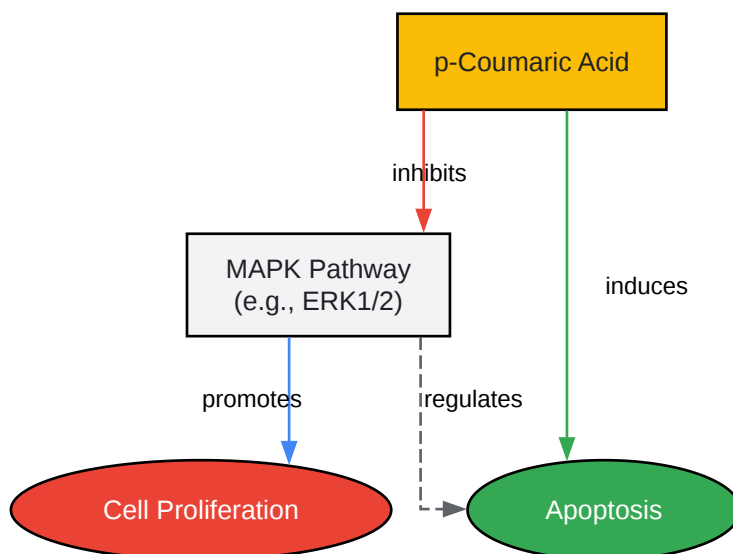 p-Coumaric Acid
inhibits
MAPK Pathway
(e.g., ERK1/2)
induces
promotes
regulates
Cell Proliferation
Apoptosis